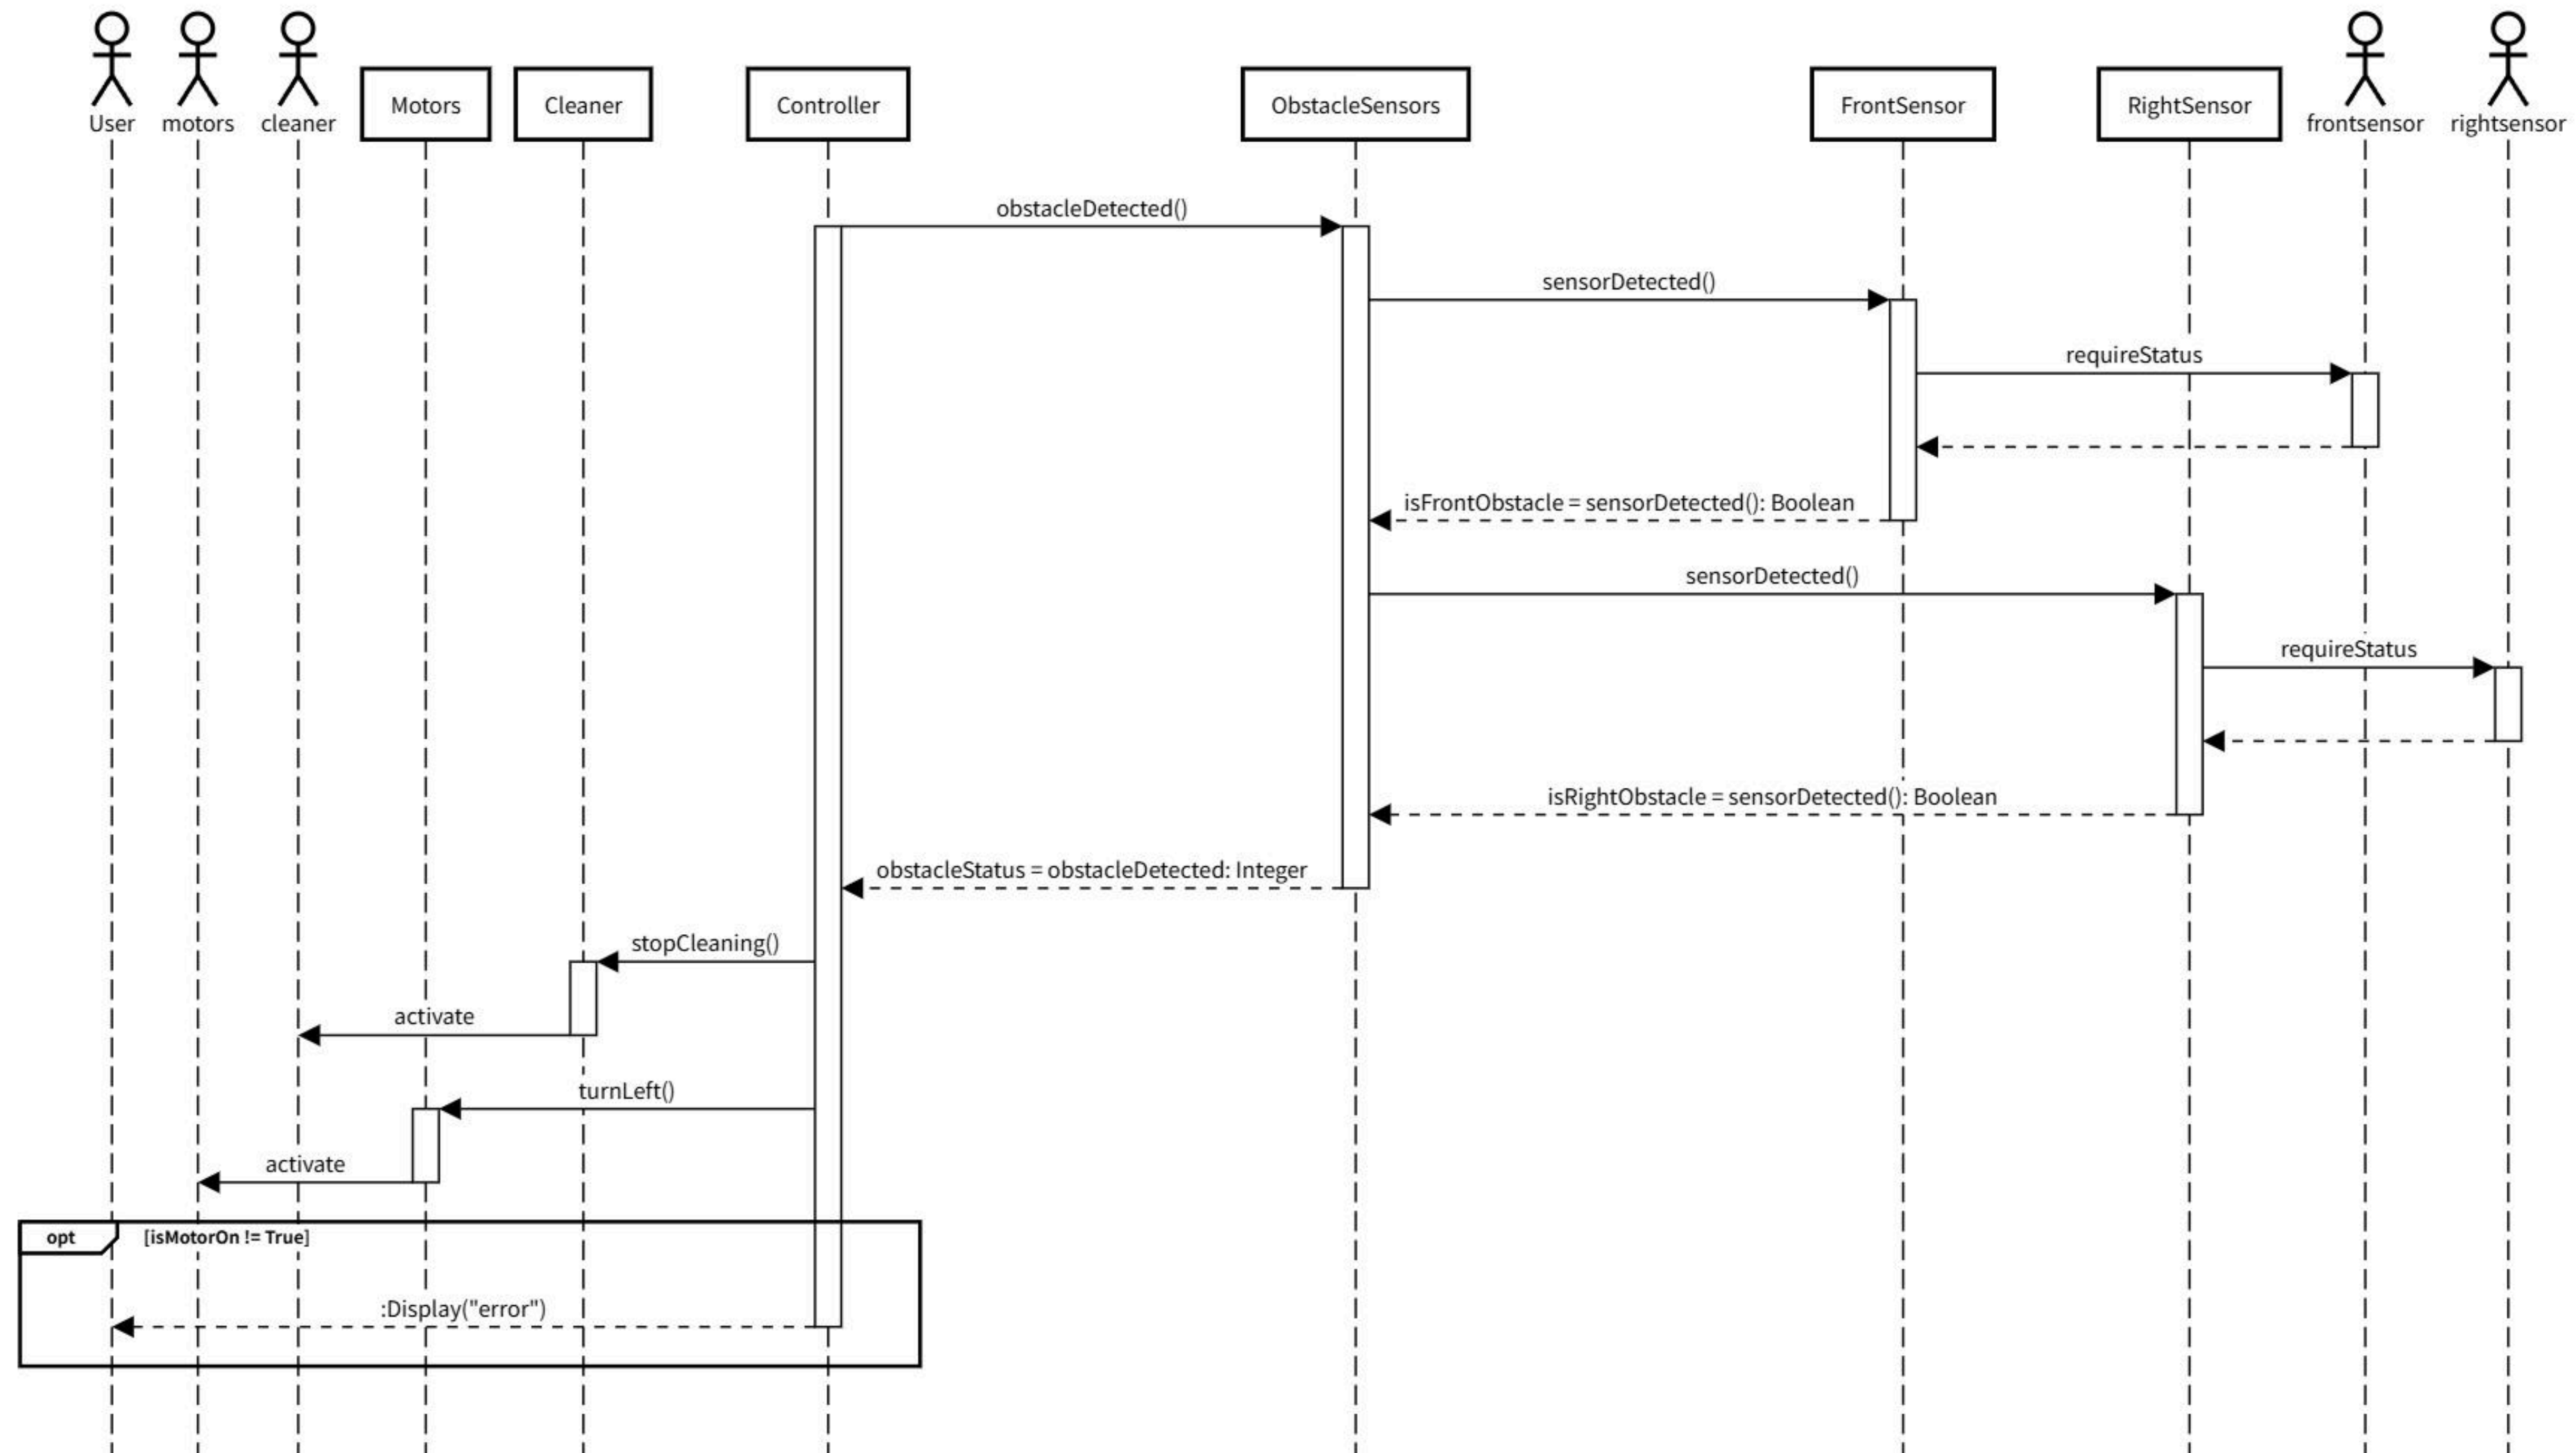 User
motors
cleaner
Motors
Cleaner
Controller
ObstacleSensors
FrontSensor
RightSensor
frontsensor
rightsensor
obstacleDetected()
sensorDetected()
requireStatus
isFrontObstacle = sensorDetected(): Boolean
sensorDetected()
requireStatus
isRightObstacle = sensorDetected(): Boolean
obstacleStatus = obstacleDetected: Integer
stopCleaning()
activate
turnLeft()
activate
opt
[isMotorOn != True]
:Display("error")